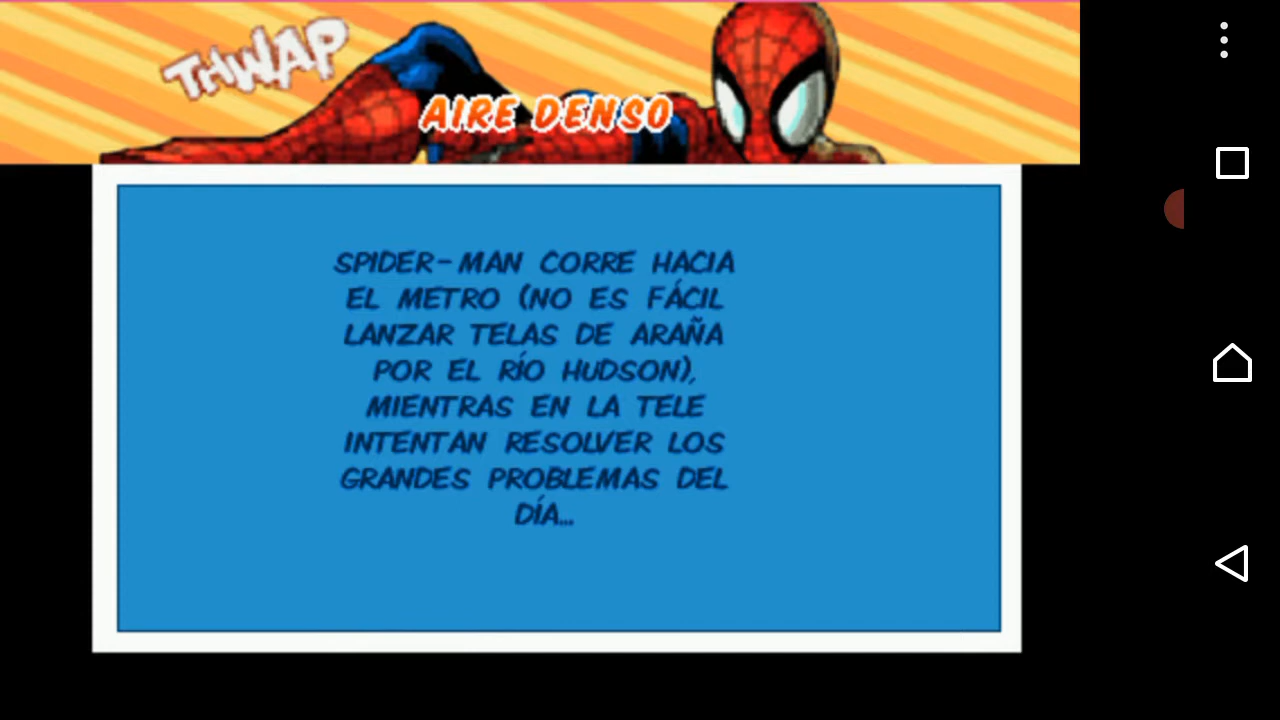 THWAP
AIRE DENSO
SPIDER-MAN CORRE HACIA
EL METRO (NO ES FÁCIL
LANZAR TELAS DE ARAÑA
POR EL RÍO HUDSON),
MIENTRAS EN LA TELE
INTENTAN RESOLVER LOS
GRANDES PROBLEMAS DEL
DÍA...